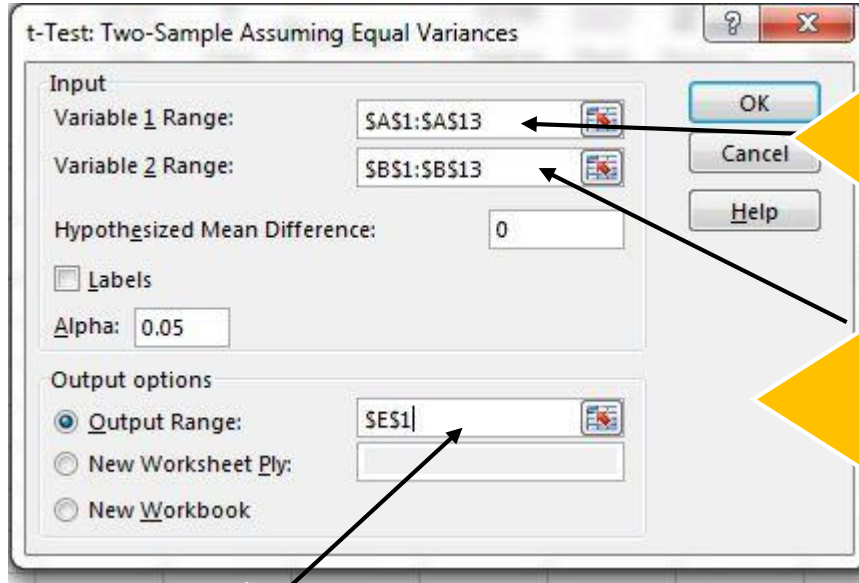 t-Test: Two-Sample Assuming Equal Variances
Input
Variable 1 Range: $A$1:$A$13
Variable 2 Range: $B$1:$B$13
Hypothesized Mean Difference: 0
Labels
Alpha: 0.05
Output options
Output Range: $E$1
New Worksheet Ply:
New Workbook
OK
Cancel
Help